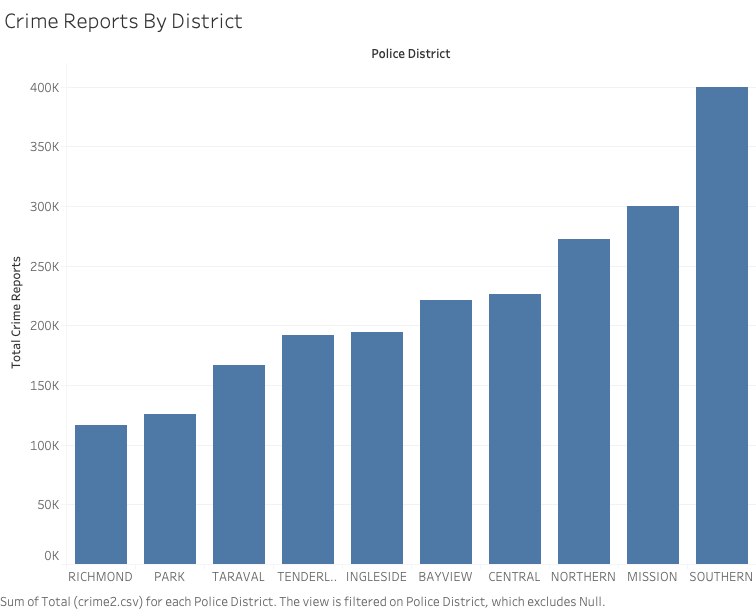 Crime Reports By District
Police District
Total Crime Reports
400K
350K
300K
250K
200K
150K
100K
50K
0K
RICHMOND PARK TARAVAL TENDERL.. INGLESIDE BAYVIEW CENTRAL NORTHERN MISSION SOUTHERN
Sum of Total (crime2.csv) for each Police District. The view is filtered on Police District, which excludes Null.